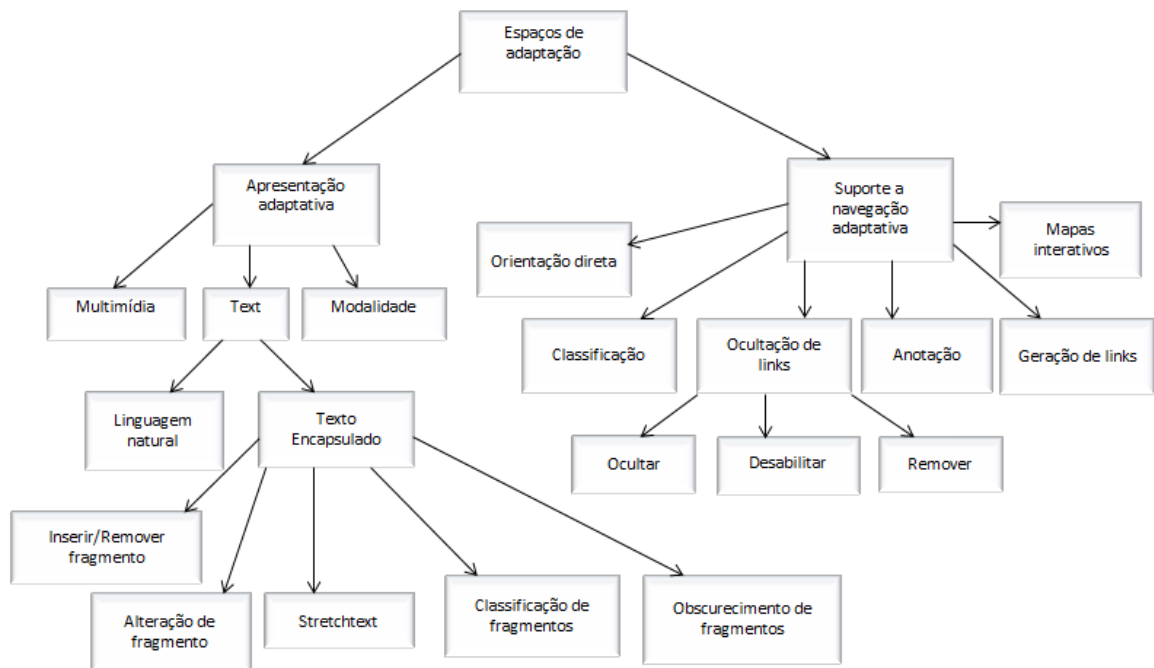 Espaços de
adaptação
Apresentação
adaptativa
Suporte a
navegação
adaptativa
Mapas
interativos
Orientação direta
Multimídia
Text
Modalidade
Classificação
Ocultação de
links
Anotação
Geração de links
Linguagem
natural
Texto
Encapsulado
Ocultar
Desabilitar
Remover
Inserir/Remover
fragmento
Alteração de
fragmento
Stretchtext
Classificação de
fragmentos
Obscurecimento de
fragmentos